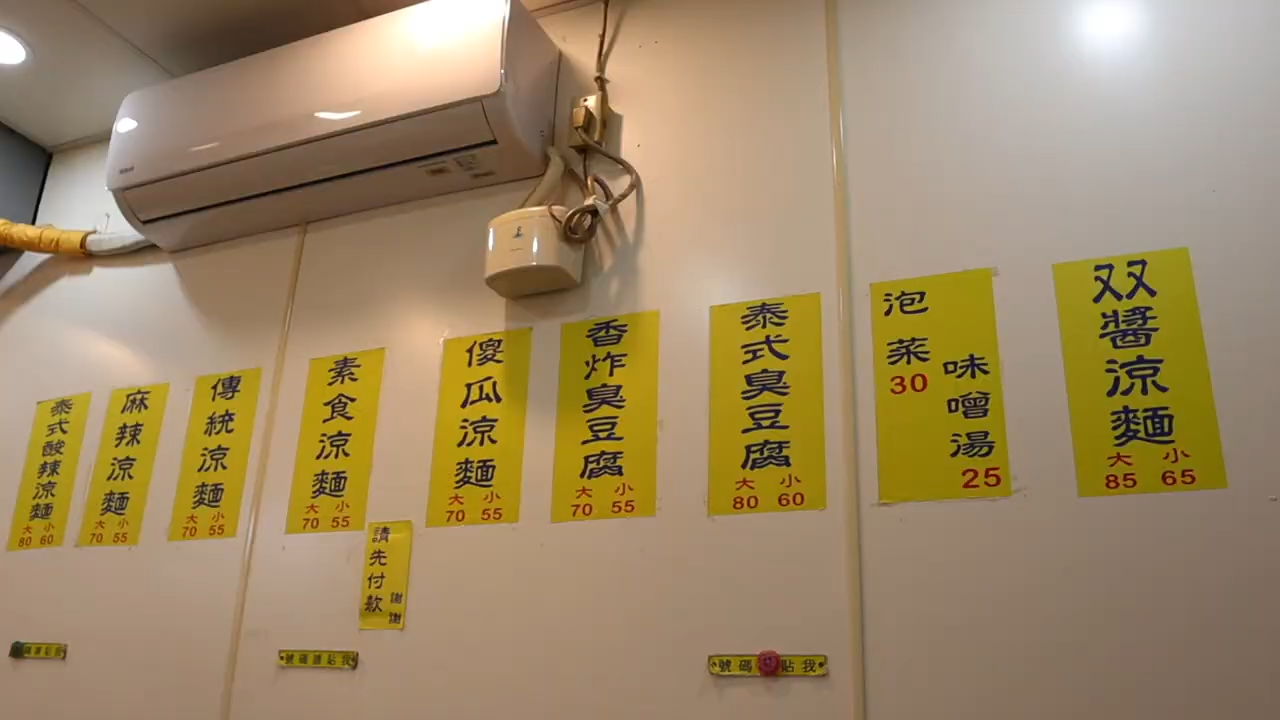 泰式酸辣涼麵
大 小
80 60
麻辣涼麵
大 小
70 55
傳統涼麵
大 小
70 55
素食涼麵
大 小
70 55
請先付款
謝謝
傻瓜涼麵
大 小
70 55
香炸臭豆腐
大 小
70 55
泰式臭豆腐
大 小
80 60
泡菜
30
味噌湯
25
双醬涼麵
大 小
85 65
號碼請貼我
號碼 貼我